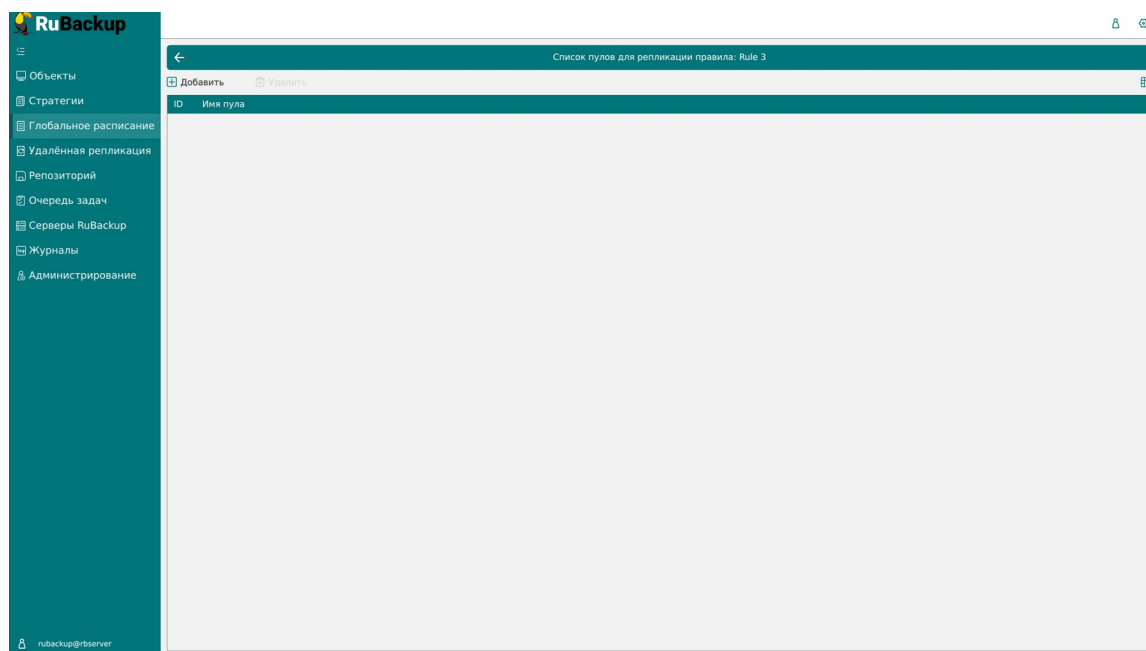 RuBackup
Список пулов для репликации правила: Rule 3
Объекты
Добавить
Удалить
Стратегии
ID Имя пула
Глобальное расписание
Удалённая репликация
Репозиторий
Очередь задач
Серверы RuBackup
Журналы
Администрирование
rubackup@rbserver